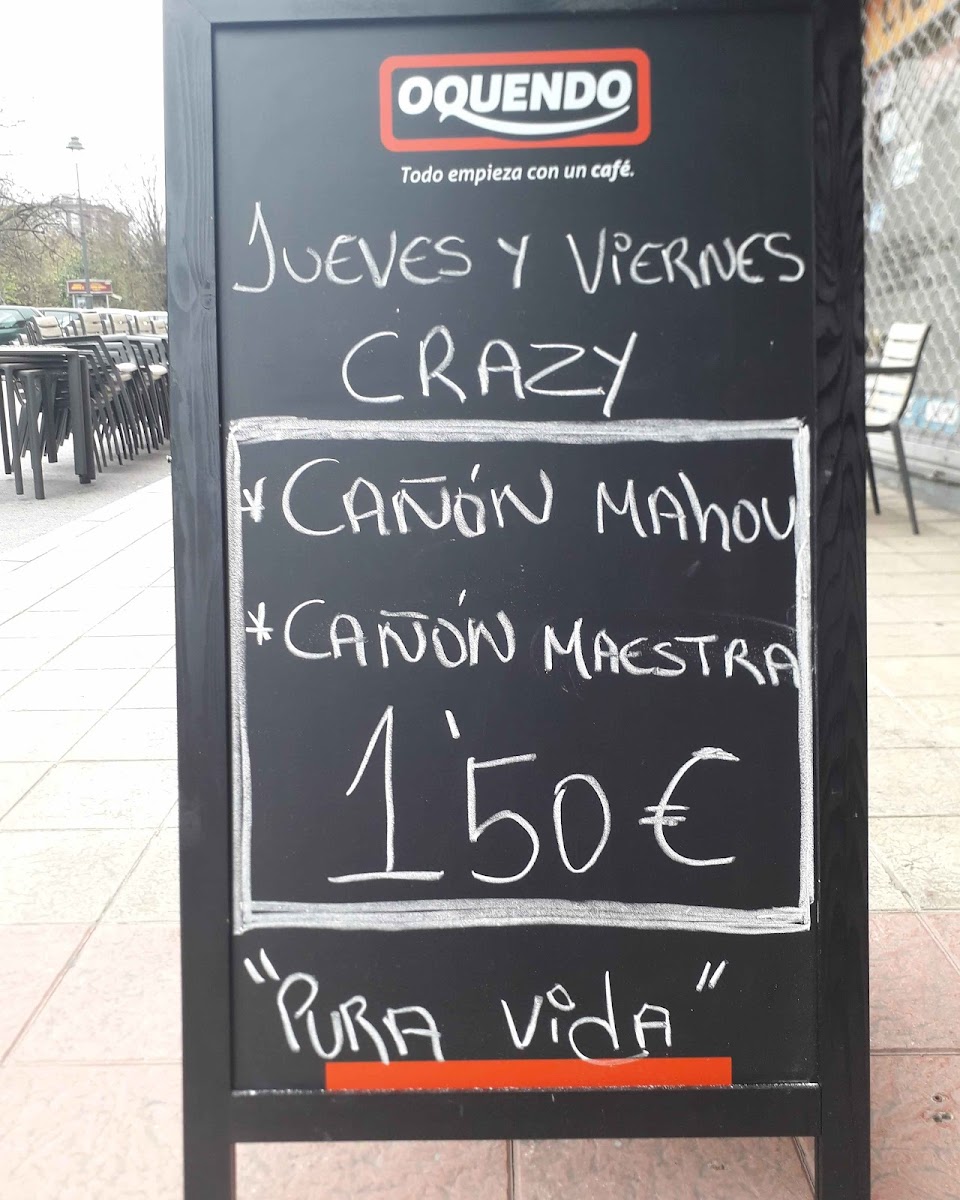 OQUENDO
Todo empieza con un café.
JUEVES Y ViERNES
CRAZY
* CAÑÓN MAhOU
* CAÑÓN MAESTRA
1'50 €
"PURA ViDA"